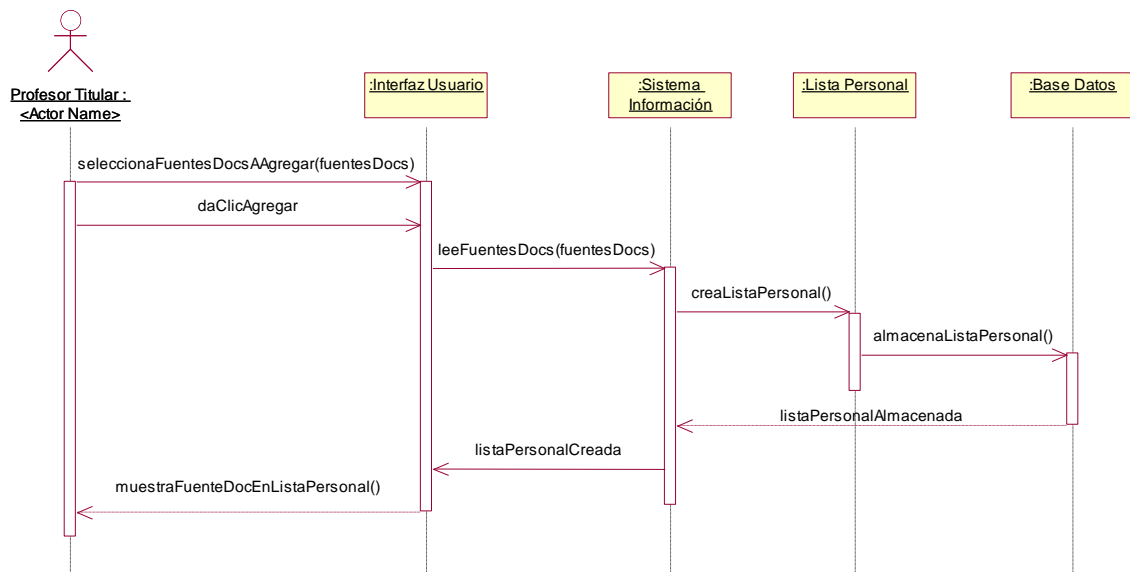 Profesor Titular :
<Actor Name>
:Interfaz Usuario
:Sistema
Información
:Lista Personal
:Base Datos
seleccionaFuentesDocsAAgregar(fuentesDocs)
daClicAgregar
leeFuentesDocs(fuentesDocs)
creaListaPersonal()
almacenaListaPersonal()
listaPersonalAlmacenada
listaPersonalCreada
muestraFuenteDocEnListaPersonal()